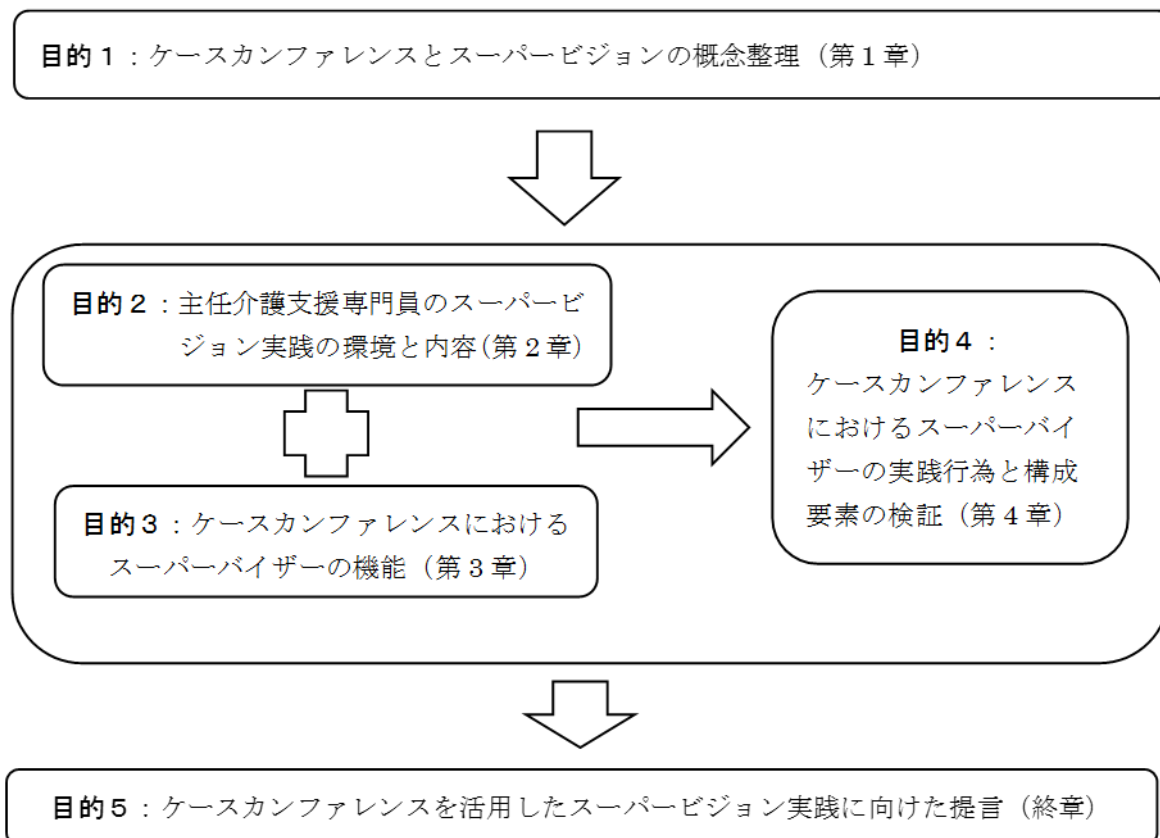 目的１：ケースカンファレンスとスーパービジョンの概念整理（第１章）
目的２：主任介護支援専門員のスーパービ
ジョン実践の環境と内容(第２章)
目的３：ケースカンファレンスにおける
スーパーバイザーの機能（第３章）
目的４：
ケースカンファレンス
におけるスーパーバイ
ザーの実践行為と構成
要素の検証（第４章）
目的５：ケースカンファレンスを活用したスーパービジョン実践に向けた提言（終章）